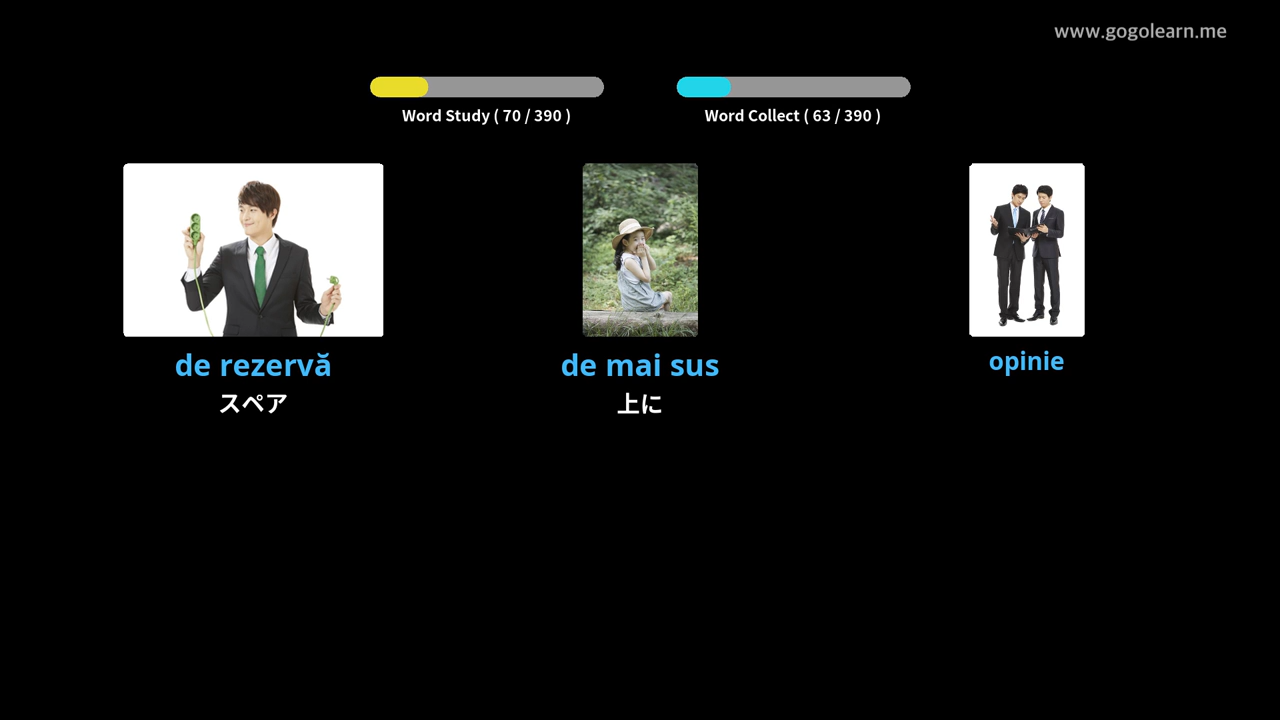 www.gogolearn.me
Word Study ( 70 / 390 )
Word Collect ( 63 / 390 )
de rezervă
スペア
de mai sus
上に
opinie